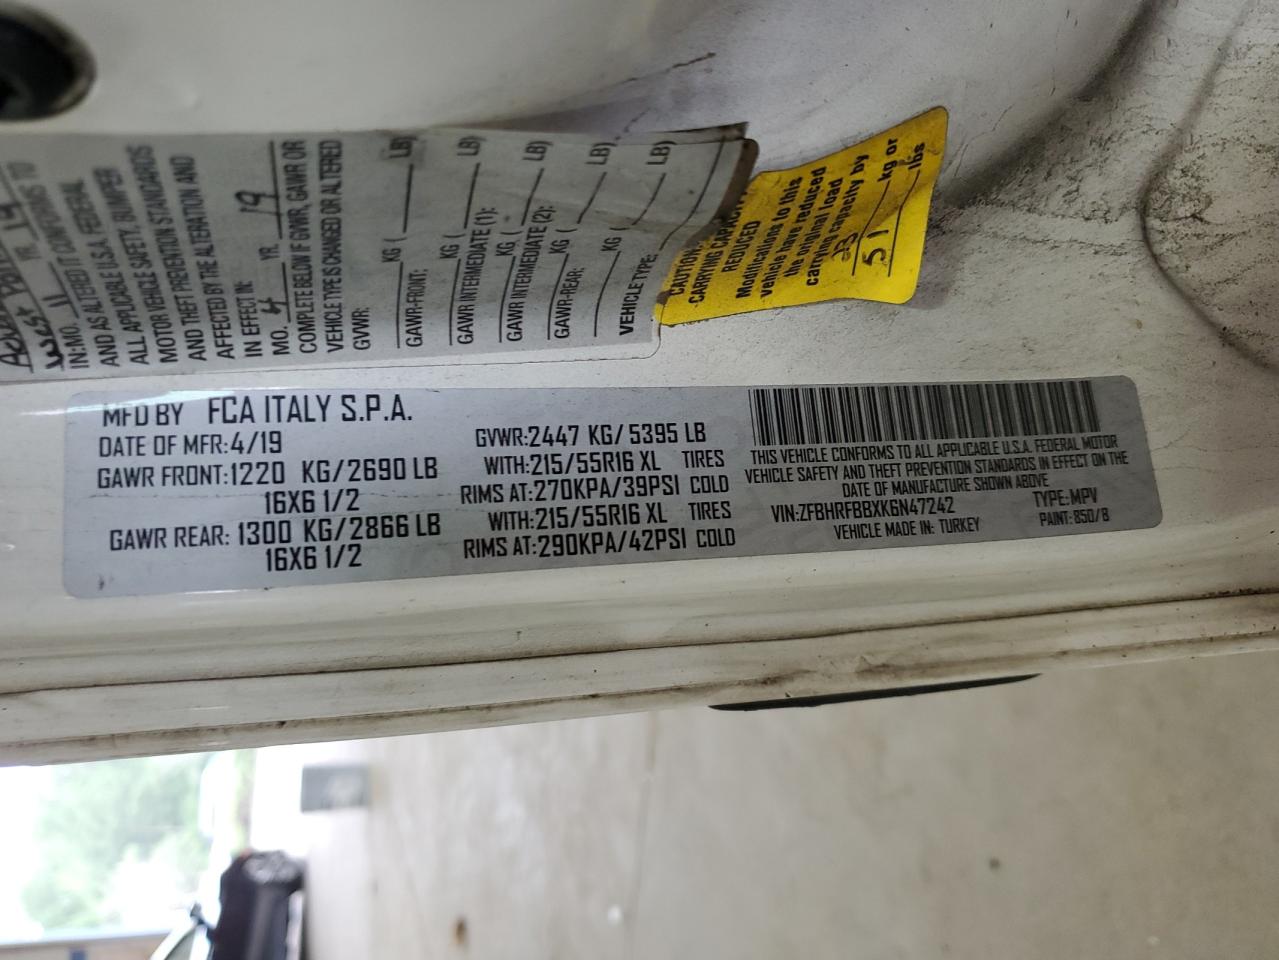 West Palm
YR. 19
IN: MO. 11 IT CONFORMS TO
AND AS ALTERED IT CONFORMS TO
ALL APPLICABLE U.S.A. FEDERAL
MOTOR VEHICLE SAFETY, BUMPER
AND THEFT PREVENTION STANDARDS
AFFECTED BY THE ALTERATION AND
IN EFFECT IN:
MO. 4 YR. 19
COMPLETE BELOW IF GVWR, GAWR OR
VEHICLE TYPE IS CHANGED OR ALTERED
GVWR: KG ( LB)
GAWR-FRONT: KG ( LB)
GAWR INTERMEDIATE (1): KG ( LB)
GAWR INTERMEDIATE (2): KG ( LB)
GAWR-REAR: KG ( LB)
VEHICLE TYPE:
CAUTION
CARRYING CAPACITY
REDUCED
Modifications to this
vehicle have reduced
the original load
carrying capacity by
23 kg or
51 lbs
MFD BY FCA ITALY S.P.A.
DATE OF MFR:4/19
GAWR FRONT:1220 KG/2690 LB
16X6 1/2
GAWR REAR: 1300 KG/2866 LB
16X6 1/2
GVWR:2447 KG/5395 LB
WITH:215/55R16 XL TIRES
RIMS AT:270KPA/39PSI COLD
WITH:215/55R16 XL TIRES
RIMS AT:290KPA/42PSI COLD
THIS VEHICLE CONFORMS TO ALL APPLICABLE U.S.A. FEDERAL MOTOR
VEHICLE SAFETY AND THEFT PREVENTION STANDARDS IN EFFECT ON THE
DATE OF MANUFACTURE SHOWN ABOVE
VIN:ZFBHRFBBXK6N47242 TYPE:MPV
VEHICLE MADE IN: TURKEY PAINT: 850/B